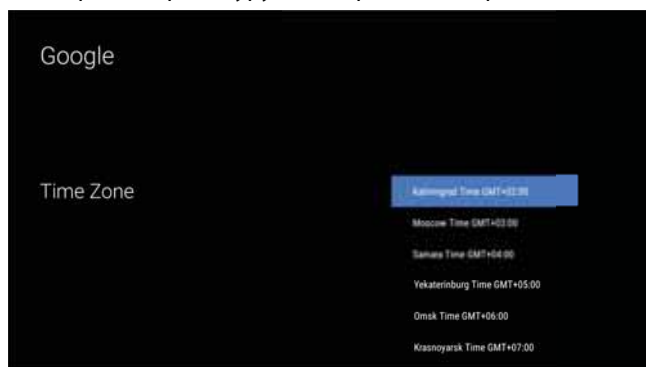 Google
Time Zone
Kaliningrad Time GMT+02:00
Moscow Time GMT+03:00
Samara Time GMT+04:00
Yekaterinburg Time GMT+05:00
Omsk Time GMT+06:00
Krasnoyarsk Time GMT+07:00